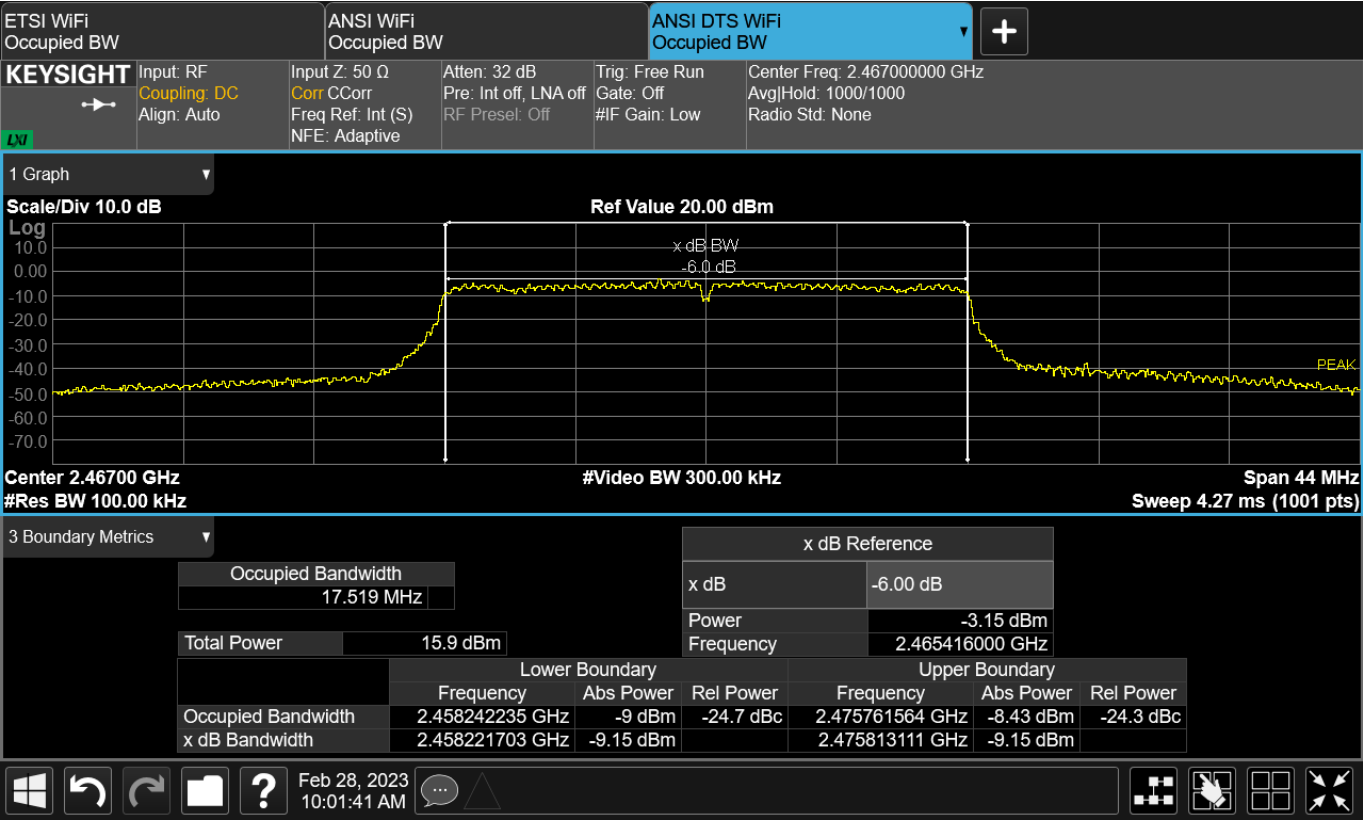 ETSI WiFi
Occupied BW
ANSI WiFi
Occupied BW
ANSI DTS WiFi
Occupied BW
KEYSIGHT
LXI
Input: RF
Coupling: DC
Align: Auto
Input Z: 50 Ω
Corr CCorr
Freq Ref: Int (S)
NFE: Adaptive
Atten: 32 dB
Pre: Int off, LNA off
RF Presel: Off
Trig: Free Run
Gate: Off
#IF Gain: Low
Center Freq: 2.467000000 GHz
Avg|Hold: 1000/1000
Radio Std: None
1 Graph
Scale/Div 10.0 dB
Ref Value 20.00 dBm
Log
10.0
0.00
-10.0
-20.0
-30.0
-40.0
-50.0
-60.0
-70.0
x dB BW
-6.0 dB
PEAK
Center 2.46700 GHz
#Video BW 300.00 kHz
Span 44 MHz
#Res BW 100.00 kHz
Sweep 4.27 ms (1001 pts)
3 Boundary Metrics
Occupied Bandwidth
17.519 MHz
Total Power 15.9 dBm
x dB Reference
x dB -6.00 dB
Power -3.15 dBm
Frequency 2.465416000 GHz
Lower Boundary Upper Boundary
Frequency Abs Power Rel Power Frequency Abs Power Rel Power
Occupied Bandwidth 2.458242235 GHz -9 dBm -24.7 dBc 2.475761564 GHz -8.43 dBm -24.3 dBc
x dB Bandwidth 2.458221703 GHz -9.15 dBm 2.475813111 GHz -9.15 dBm
Feb 28, 2023
10:01:41 AM